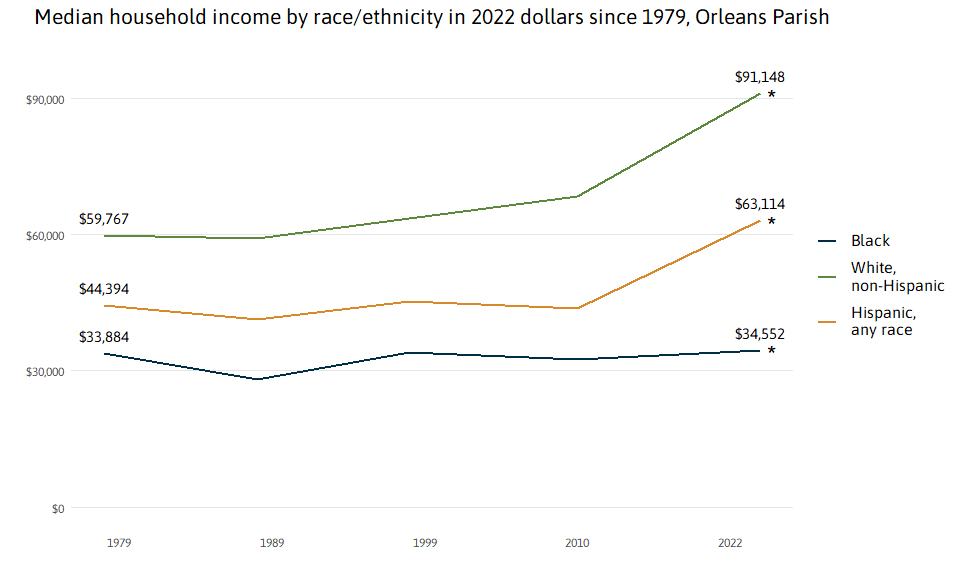 Median household income by race/ethnicity in 2022 dollars since 1979, Orleans Parish
$91,148
*
$90,000
$63,114
*
$59,767
$60,000
Black
White,
non-Hispanic
$44,394
Hispanic,
any race
$33,884
$34,552
*
$30,000
$0
1979 1989 1999 2010 2022